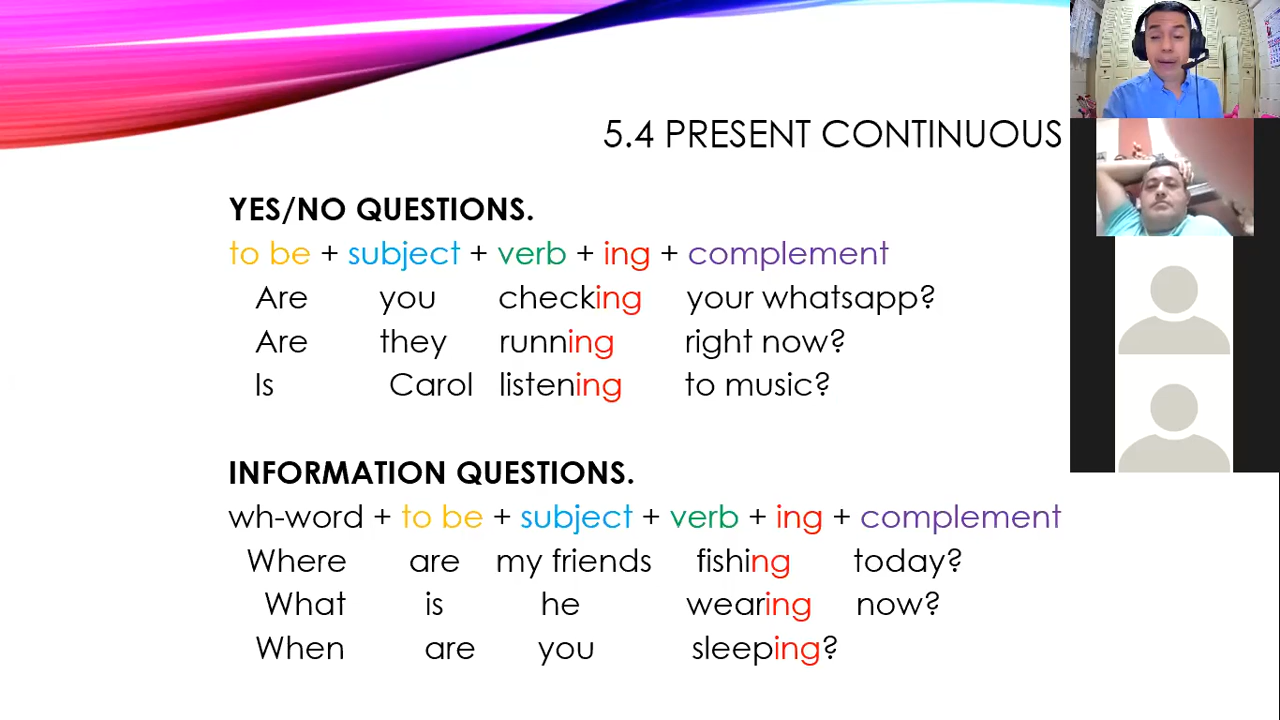 5.4 PRESENT CONTINUOUS
YES/NO QUESTIONS.
to be + subject + verb + ing + complement
Are you checking your whatsapp?
Are they running right now?
Is Carol listening to music?
INFORMATION QUESTIONS.
wh-word + to be + subject + verb + ing + complement
Where are my friends fishing today?
What is he wearing now?
When are you sleeping?